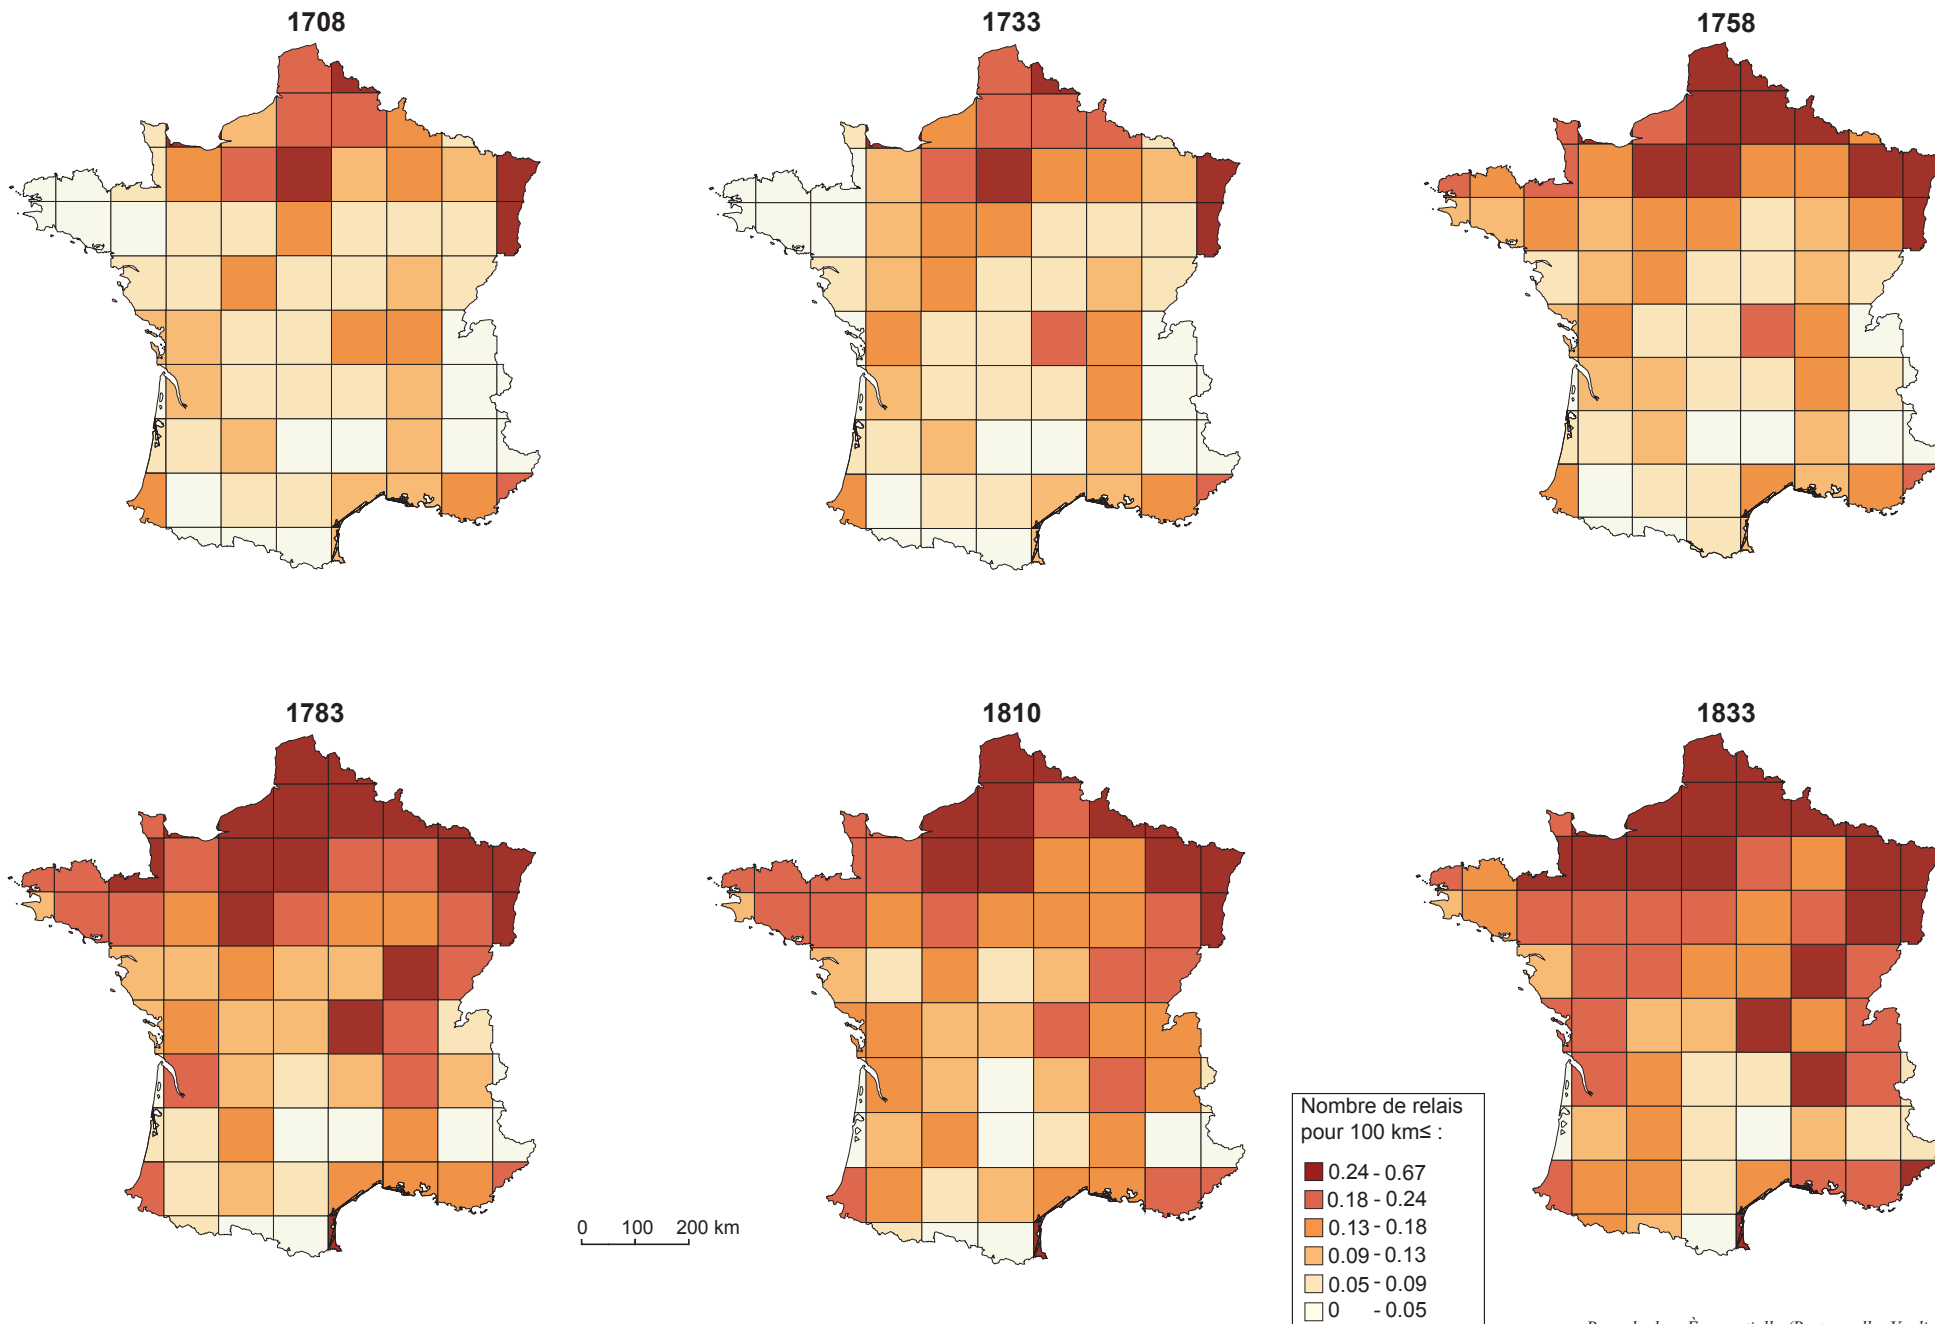 1708
1733
1758
1783
1810
1833
0 100 200 km
Nombre de relais
pour 100 km≤ :
0.24 - 0.67
0.18 - 0.24
0.13 - 0.18
0.09 - 0.13
0.05 - 0.09
0 - 0.05